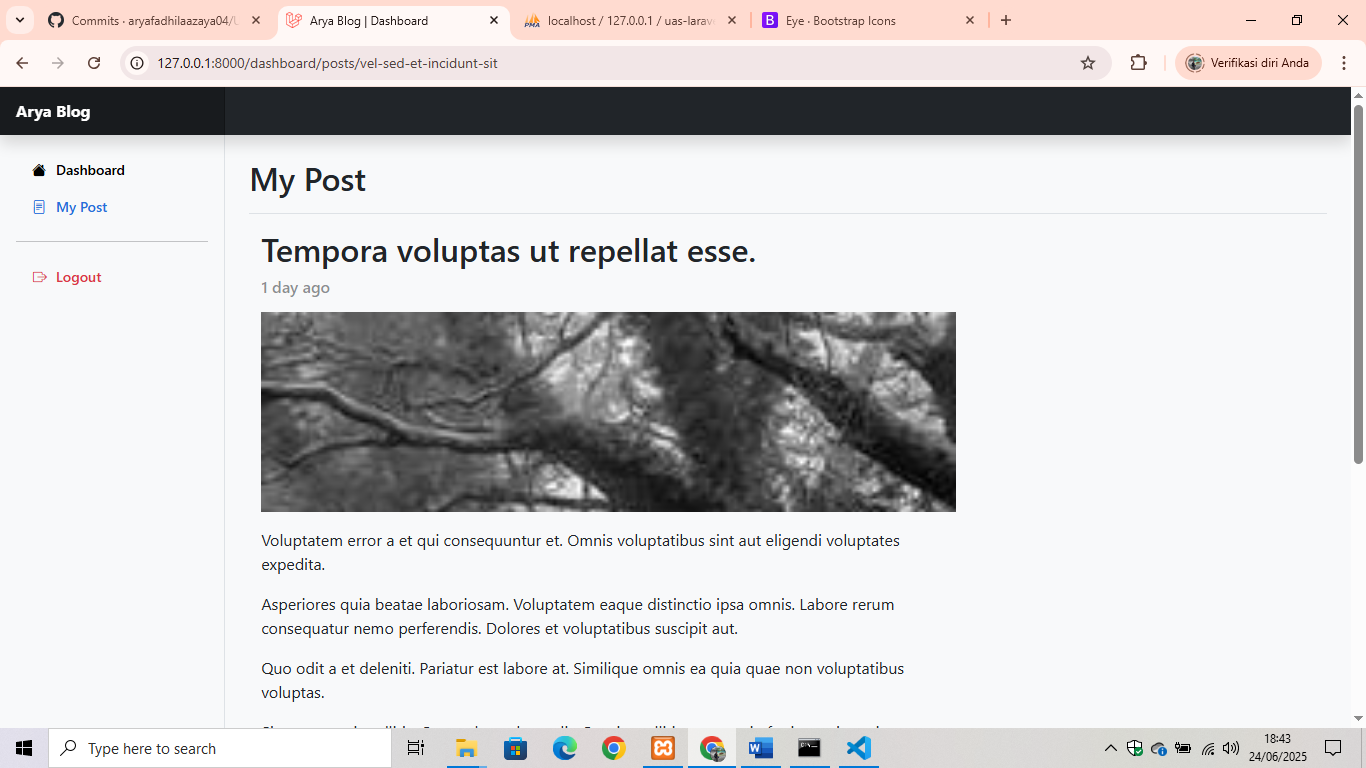 Commits · aryafadhilaazaya04/U
Arya Blog | Dashboard
localhost / 127.0.0.1 / uas-larave
Eye · Bootstrap Icons
127.0.0.1:8000/dashboard/posts/vel-sed-et-incidunt-sit
Verifikasi diri Anda
Arya Blog
Dashboard
My Post
Logout
My Post
Tempora voluptas ut repellat esse.
1 day ago
Voluptatem error a et qui consequuntur et. Omnis voluptatibus sint aut eligendi voluptates
expedita.
Asperiores quia beatae laboriosam. Voluptatem eaque distinctio ipsa omnis. Labore rerum
consequatur nemo perferendis. Dolores et voluptatibus suscipit aut.
Quo odit a et deleniti. Pariatur est labore at. Similique omnis ea quia quae non voluptatibus
voluptas.
Type here to search
18:43
24/06/2025